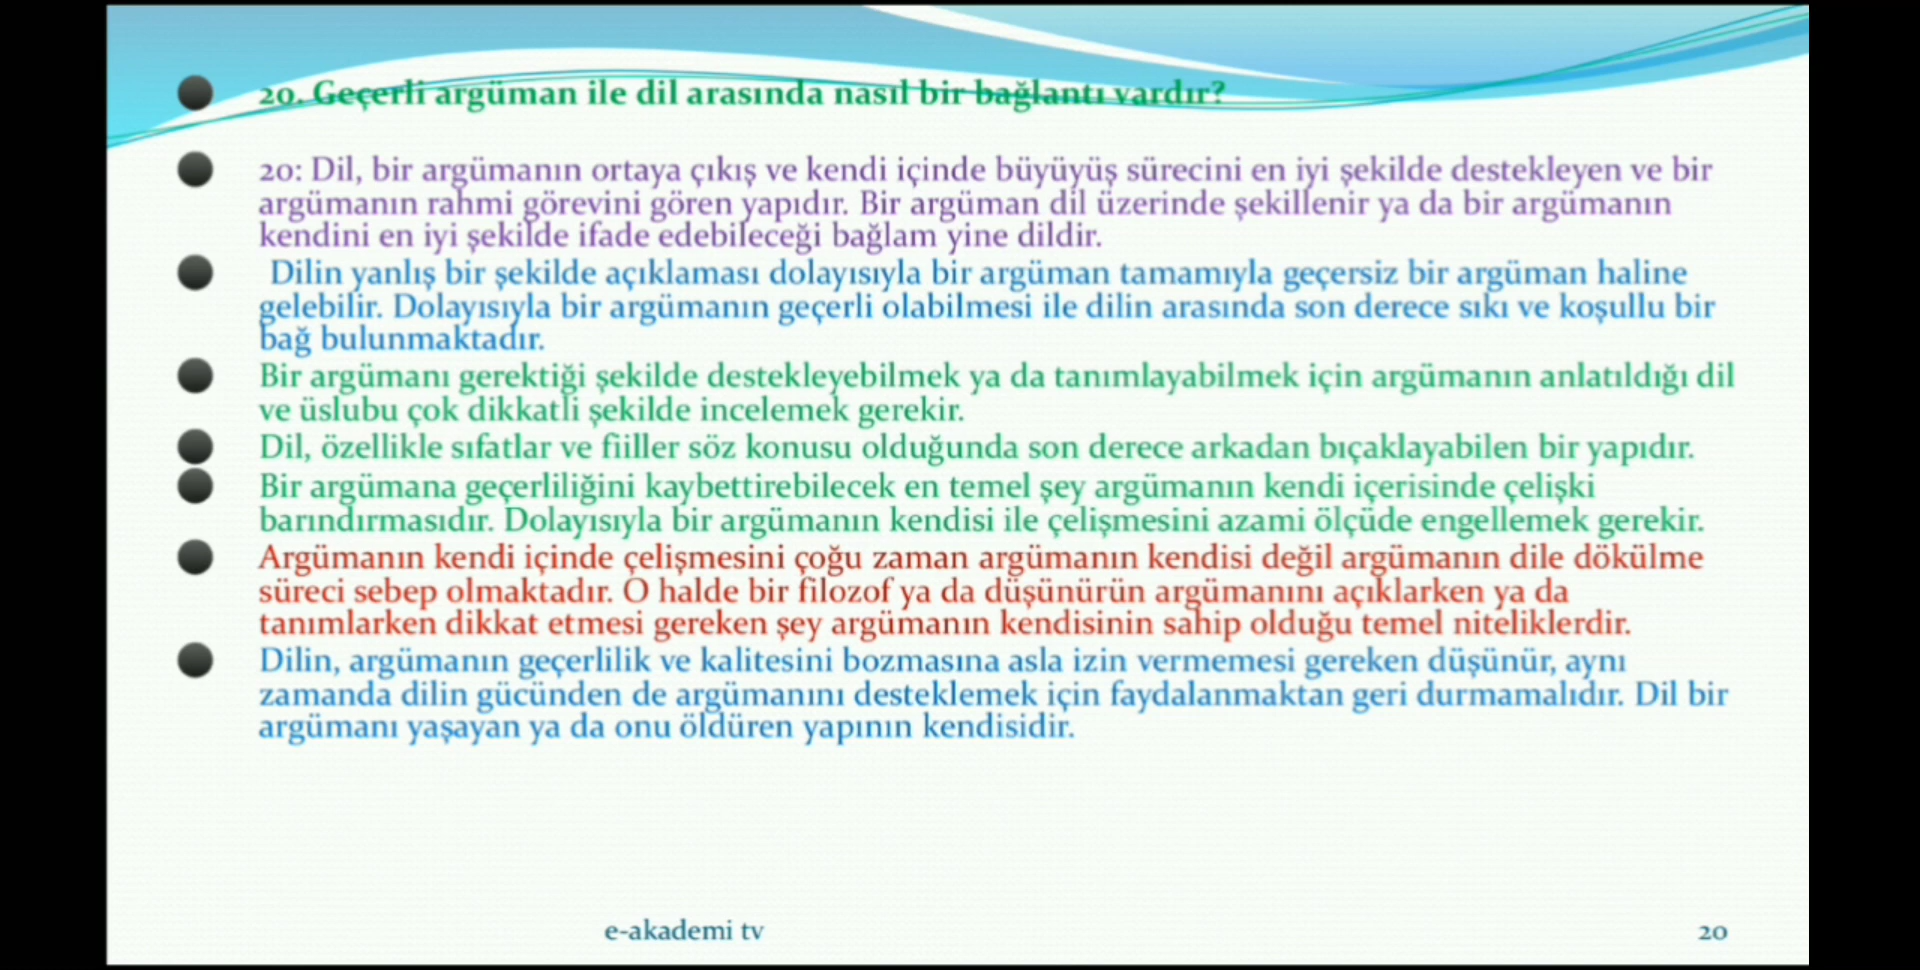 20. Geçerli argüman ile dil arasında nasıl bir bağlantı vardır?
20: Dil, bir argümanın ortaya çıkış ve kendi içinde büyüyüş sürecini en iyi şekilde destekleyen ve bir
argümanın rahmi görevini gören yapıdır. Bir argüman dil üzerinde şekillenir ya da bir argümanın
kendini en iyi şekilde ifade edebileceği bağlam yine dildir.
Dilin yanlış bir şekilde açıklaması dolayısıyla bir argüman tamamıyla geçersiz bir argüman haline
gelebilir. Dolayısıyla bir argümanın geçerli olabilmesi ile dilin arasında son derece sıkı ve koşullu bir
bağ bulunmaktadır.
Bir argümanı gerektiği şekilde destekleyebilmek ya da tanımlayabilmek için argümanın anlatıldığı dil
ve üslubu çok dikkatli şekilde incelemek gerekir.
Dil, özellikle sıfatlar ve fiiller söz konusu olduğunda son derece arkadan bıçaklayabilen bir yapıdır.
Bir argümana geçerliliğini kaybettirebilecek en temel şey argümanın kendi içerisinde çelişki
barındırmasıdır. Dolayısıyla bir argümanın kendisi ile çelişmesini azami ölçüde engellemek gerekir.
Argümanın kendi içinde çelişmesini çoğu zaman argümanın kendisi değil argümanın dile dökülme
süreci sebep olmaktadır. O halde bir filozof ya da düşünürün argümanını açıklarken ya da
tanımlarken dikkat etmesi gereken şey argümanın kendisinin sahip olduğu temel niteliklerdir.
Dilin, argümanın geçerlilik ve kalitesini bozmasına asla izin vermemesi gereken düşünür, aynı
zamanda dilin gücünden de argümanını desteklemek için faydalanmaktan geri durmamalıdır. Dil bir
argümanı yaşayan ya da onu öldüren yapının kendisidir.
e-akademi tv
20